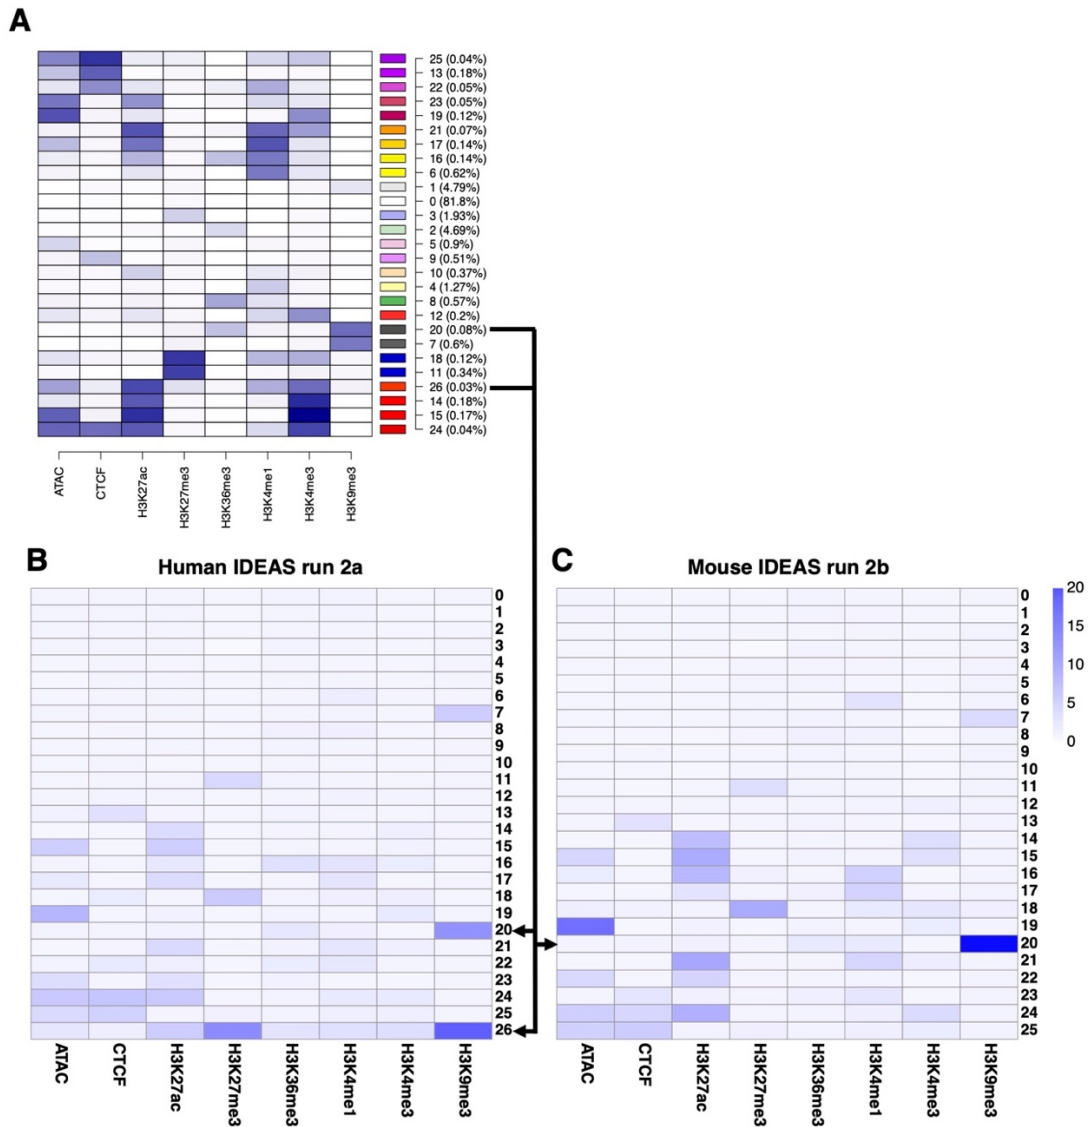 A
25 (0.04%)
13 (0.18%)
22 (0.05%)
23 (0.05%)
19 (0.12%)
21 (0.07%)
17 (0.14%)
16 (0.14%)
6 (0.62%)
1 (4.79%)
0 (81.8%)
3 (1.93%)
2 (4.69%)
5 (0.9%)
9 (0.51%)
10 (0.37%)
4 (1.27%)
8 (0.57%)
12 (0.2%)
20 (0.08%)
7 (0.6%)
18 (0.12%)
11 (0.34%)
26 (0.03%)
14 (0.18%)
15 (0.17%)
24 (0.04%)
ATAC
CTCF
H3K27ac
H3K27me3
H3K36me3
H3K4me1
H3K4me3
H3K9me3
B
Human IDEAS run 2a
0
1
2
3
4
5
6
7
8
9
10
11
12
13
14
15
16
17
18
19
20
21
22
23
24
25
26
ATAC
CTCF
H3K27ac
H3K27me3
H3K36me3
H3K4me1
H3K4me3
H3K9me3
C
Mouse IDEAS run 2b
0
1
2
3
4
5
6
7
8
9
10
11
12
13
14
15
16
17
18
19
20
21
22
23
24
25
ATAC
CTCF
H3K27ac
H3K27me3
H3K36me3
H3K4me1
H3K4me3
H3K9me3
20
15
10
5
0